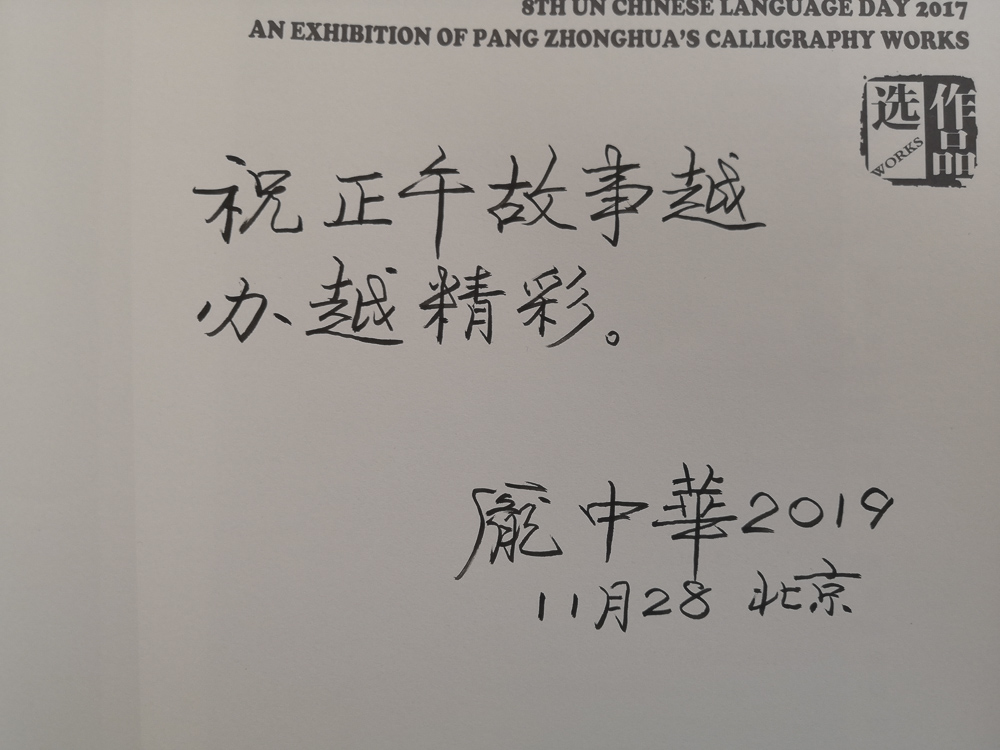 8TH UN CHINESE LANGUAGE DAY 2017
AN EXHIBITION OF PANG ZHONGHUA'S CALLIGRAPHY WORKS
作品
选
WORKS
祝正午故事越
办越精彩。
龐中華2019
11月28 北京